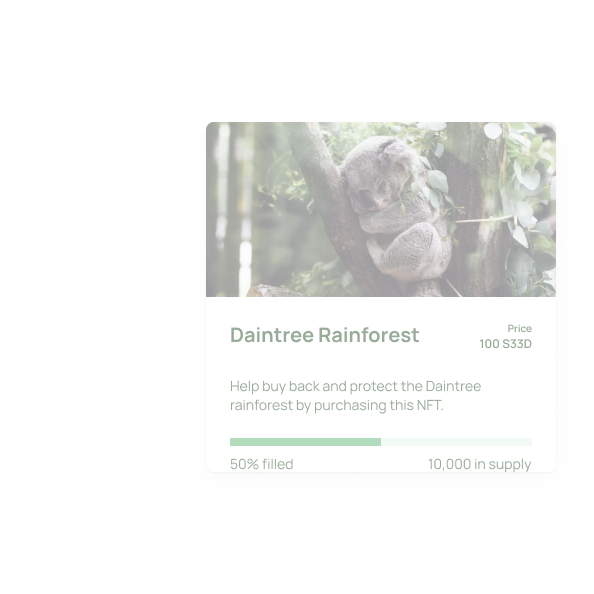 Daintree Rainforest
Price
100 S33D
Help buy back and protect the Daintree
rainforest by purchasing this NFT.
50% filled
10,000 in supply